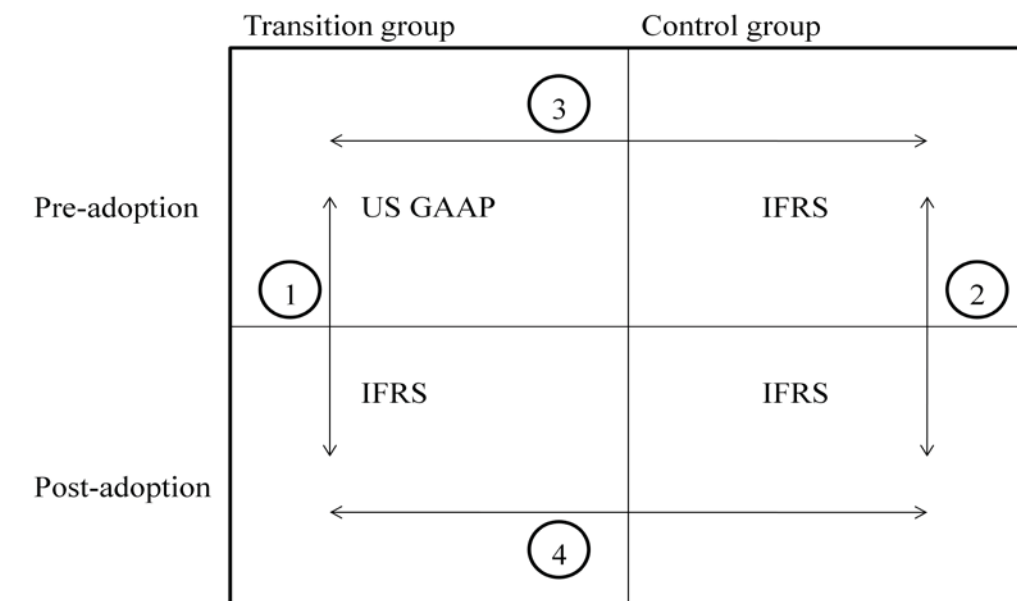 Transition group Control group
3
Pre-adoption US GAAP IFRS
1 2
IFRS IFRS
Post-adoption
4